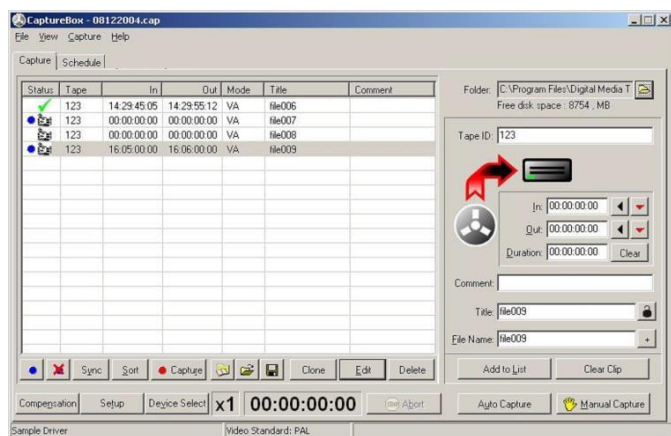 CaptureBox - 08122004.cap
File View Capture Help
Capture Schedule
Status Tape In Out Mode Title Comment
123 14:29:45:05 14:29:55:12 VA file006
123 00:00:00:00 00:00:00:00 VA file007
123 00:00:00:00 00:00:00:00 VA file008
123 16:05:00:00 16:06:00:00 VA file009
Sync Sort Capture Clone Edit Delete
Folder: C:\Program Files\Digital Media T
Free disk space : 8754 , MB
Tape ID: 123
In: 00:00:00:00
Out: 00:00:00:00
Duration: 00:00:00:00 Clear
Comment:
Title: file009
File Name: file009 +
Add to List Clear Clip
Compensation Setup Device Select x1 00:00:00:00 Abort Auto Capture Manual Capture
Sample Driver Video Standard: PAL